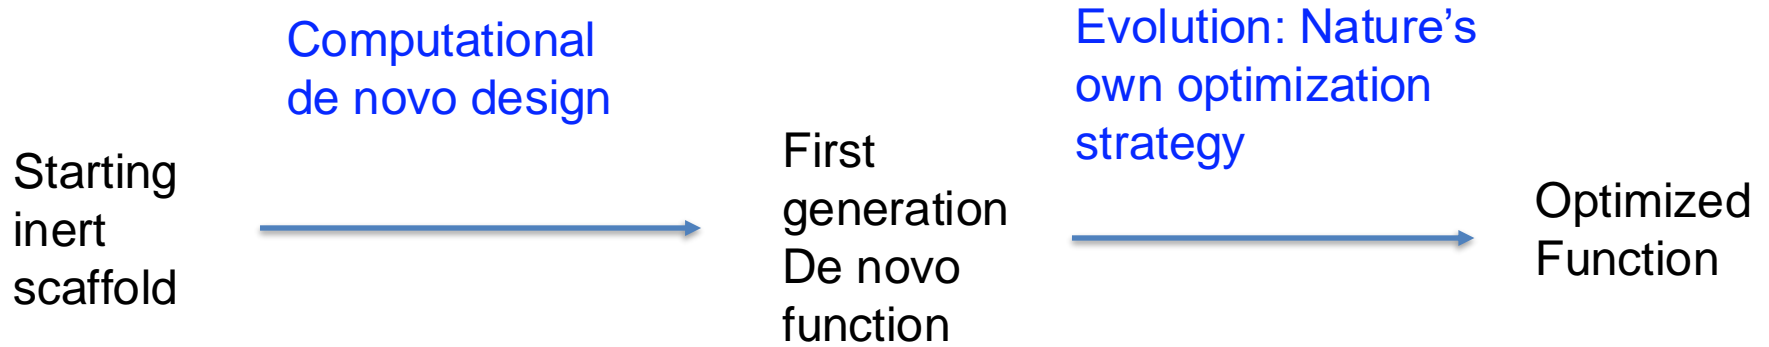 Starting
inert
scaffold
Computational
de novo design
First
generation
De novo
function
Evolution: Nature’s
own optimization
strategy
Optimized
Function